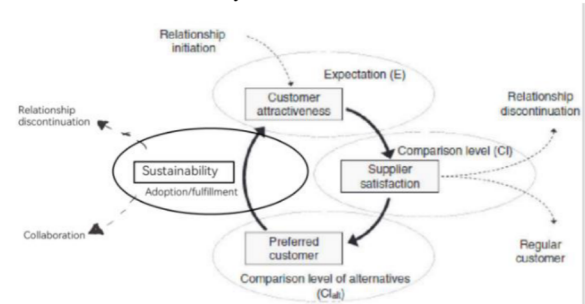 Relationship
initiation
Expectation (E)
Customer
attractiveness
Relationship
discontinuation
Relationship
discontinuation
Comparison level (Cl)
Sustainability
Adoption/fulfillment
Supplier
satisfaction
Collaboration
Preferred
customer
Regular
customer
Comparison level of alternatives
(Clalt)